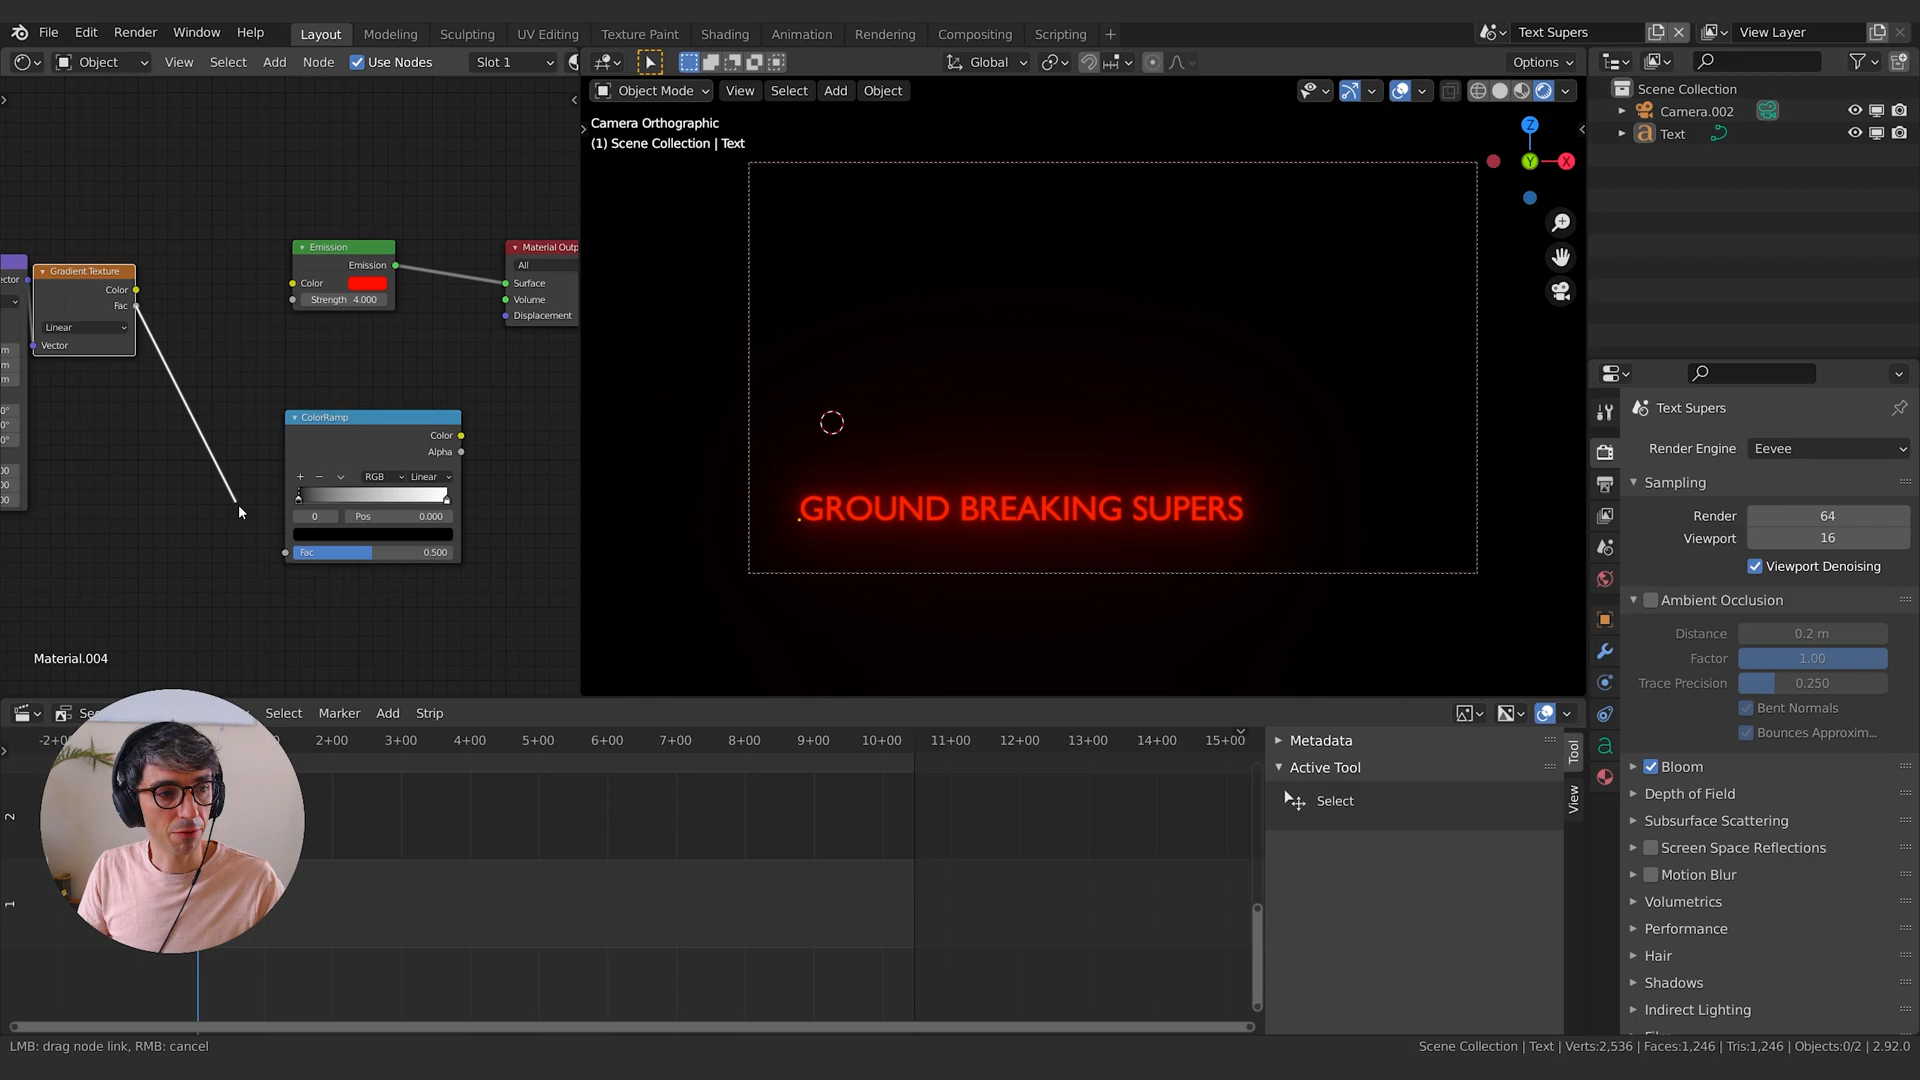 File Edit Render Window Help Layout Modeling Sculpting UV Editing Texture Paint Shading Animation Rendering Compositing Scripting Text Supers View Layer
Object View Select Add Node Use Nodes Slot 1 Global Options
Object Mode View Select Add Object
Scene Collection
Camera.002
Text
Camera Orthographic
(1) Scene Collection | Text
Z
Y
X
Gradient Texture
Color
Fac
Linear
Vector
Emission
Emission
Color
Strength 4.000
Material Outp
All
Surface
Volume
Displacement
ColorRamp
Color
Alpha
RGB Linear
0 Pos 0.000
Fac 0.500
Material.004
GROUND BREAKING SUPERS
Text Supers
Render Engine Eevee
Sampling
Render 64
Viewport 16
Viewport Denoising
Ambient Occlusion
Distance 0.2 m
Factor 1.00
Trace Precision 0.250
Bent Normals
Bounces Approxim...
Bloom
Depth of Field
Subsurface Scattering
Screen Space Reflections
Motion Blur
Volumetrics
Performance
Hair
Shadows
Indirect Lighting
Select Marker Add Strip
2+00 3+00 4+00 5+00 6+00 7+00 8+00 9+00 10+00 11+00 12+00 13+00 14+00 15+00
2
1
Metadata
Active Tool
Select
Tool
View
LMB: drag node link, RMB: cancel
Scene Collection | Text | Verts:2,536 | Faces:1,246 | Tris:1,246 | Objects:0/2 | 2.92.0